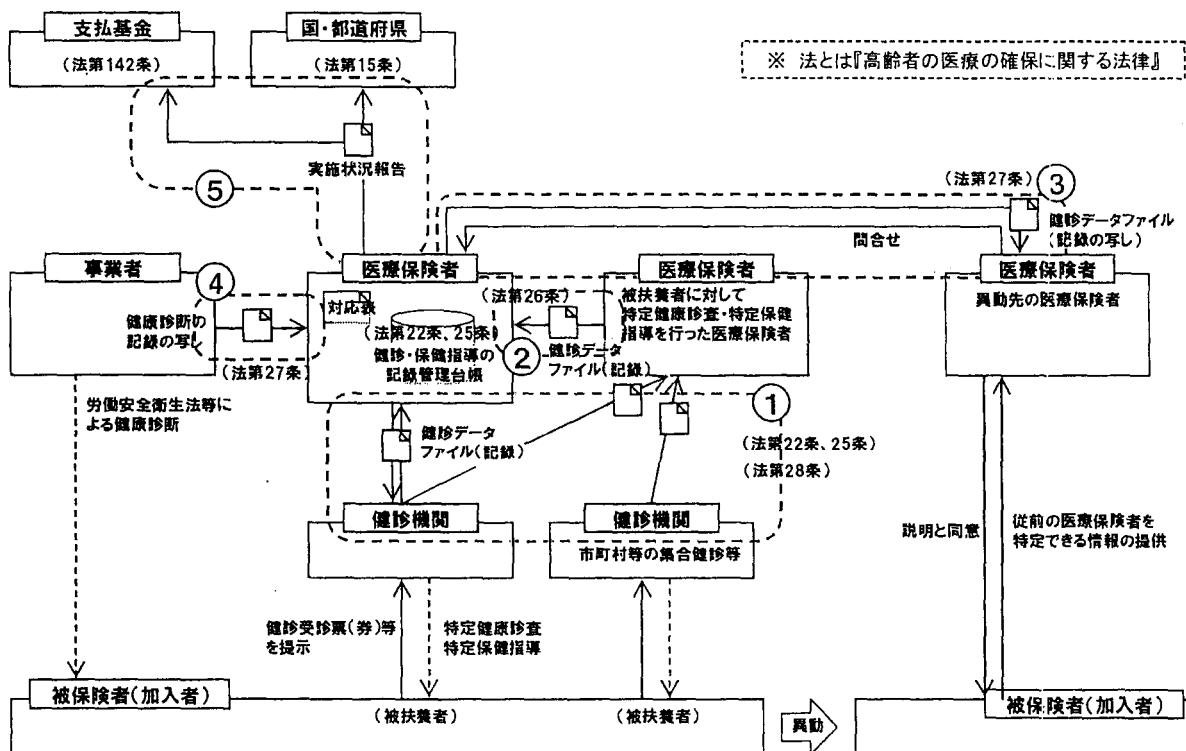 支払基金
(法第142条)
国・都道府県
(法第15条)
※ 法とは『高齢者の医療の確保に関する法律』
実施状況報告
⑤
(法第27条)
③
健診データファイル
(記録の写し)
問合せ
事業者
④
健康診断の
記録の写し
(法第27条)
医療保険者
対応表
(法第22条、25条)
健診・保健指導の
記録管理台帳
(法第26条)
②
健診データ
ファイル(記録)
医療保険者
被扶養者に対して
特定健康診査・特定保健
指導を行った医療保険者
医療保険者
異動先の医療保険者
労働安全衛生法等に
よる健康診断
健診データ
ファイル(記録)
①
(法第22条、25条)
(法第28条)
健診機関
健診機関
市町村等の集合健診等
説明と同意
従前の医療保険者を
特定できる情報の提供
健診受診票(券)等
を提示
特定健康診査
特定保健指導
被保険者(加入者)
(被扶養者)
(被扶養者)
異動
被保険者(加入者)